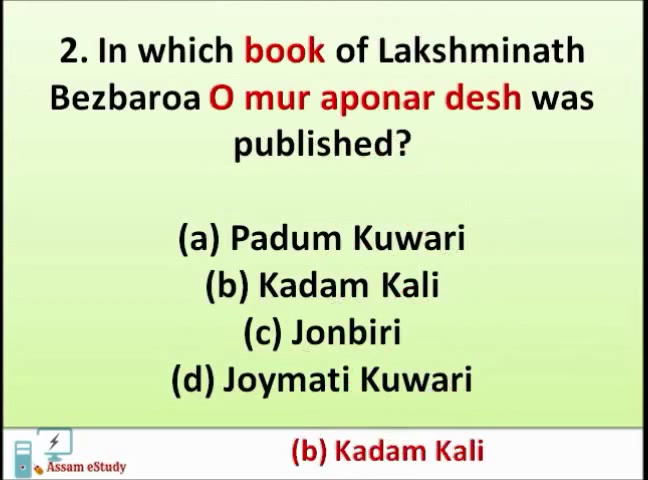 2. In which book of Lakshminath
Bezbaroa O mur aponar desh was
published?
(a) Padum Kuwari
(b) Kadam Kali
(c) Jonbiri
(d) Joymati Kuwari
(b) Kadam Kali
Assam eStudy